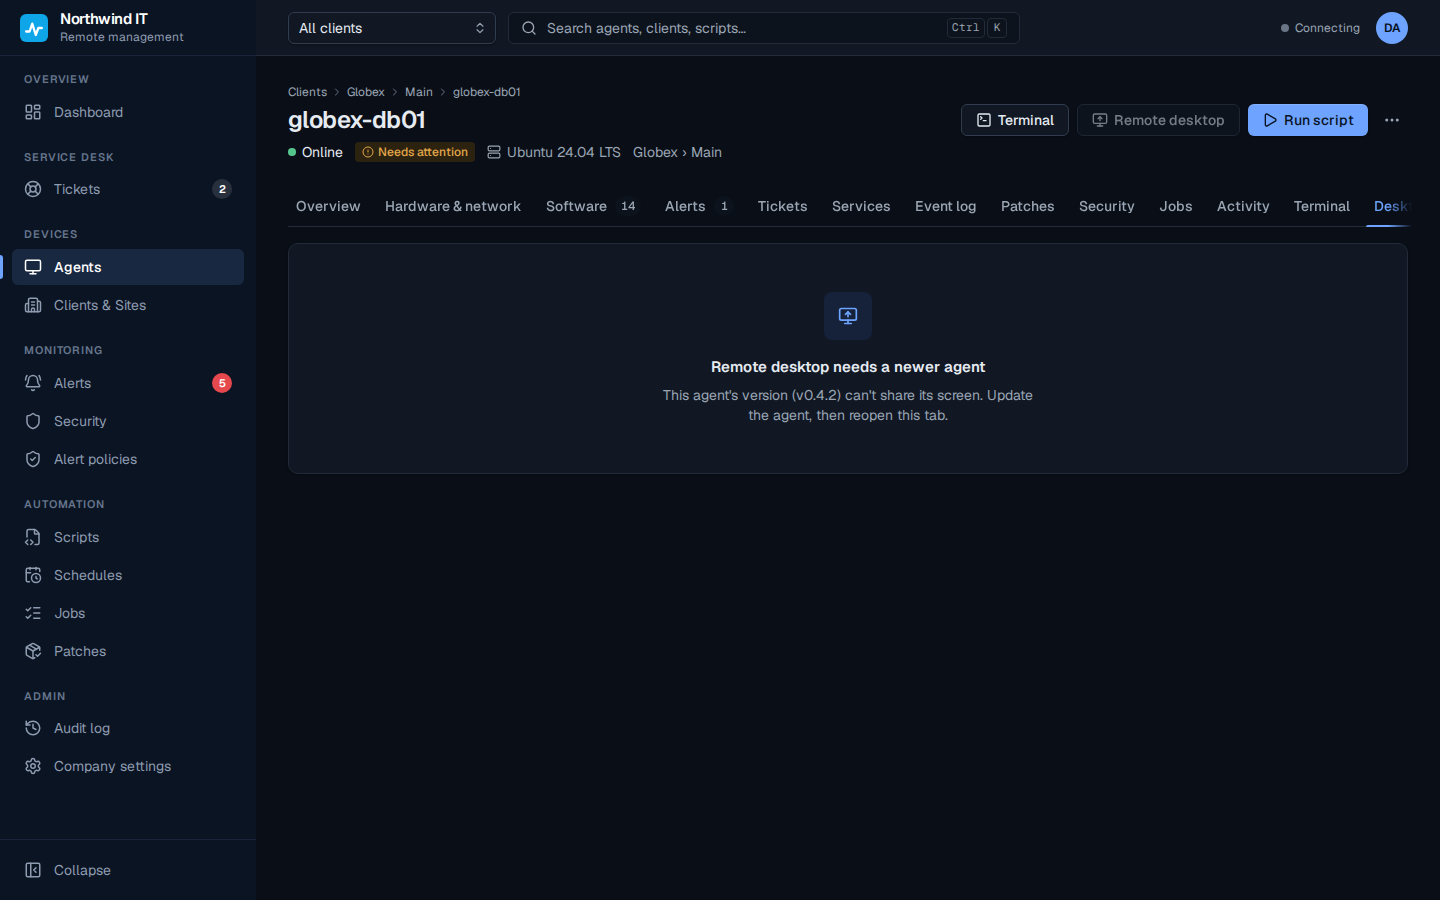 Northwind IT
Remote management
All clients
Search agents, clients, scripts...
Ctrl K
Connecting
DA
OVERVIEW
Dashboard
SERVICE DESK
Tickets 2
DEVICES
Agents
Clients & Sites
MONITORING
Alerts 5
Security
Alert policies
AUTOMATION
Scripts
Schedules
Jobs
Patches
ADMIN
Audit log
Company settings
Collapse
Clients > Globex > Main > globex-db01
globex-db01
Terminal
Remote desktop
Run script
Online
Needs attention
Ubuntu 24.04 LTS
Globex › Main
Overview Hardware & network Software 14 Alerts 1 Tickets Services Event log Patches Security Jobs Activity Terminal
Remote desktop needs a newer agent
This agent's version (v0.4.2) can't share its screen. Update
the agent, then reopen this tab.